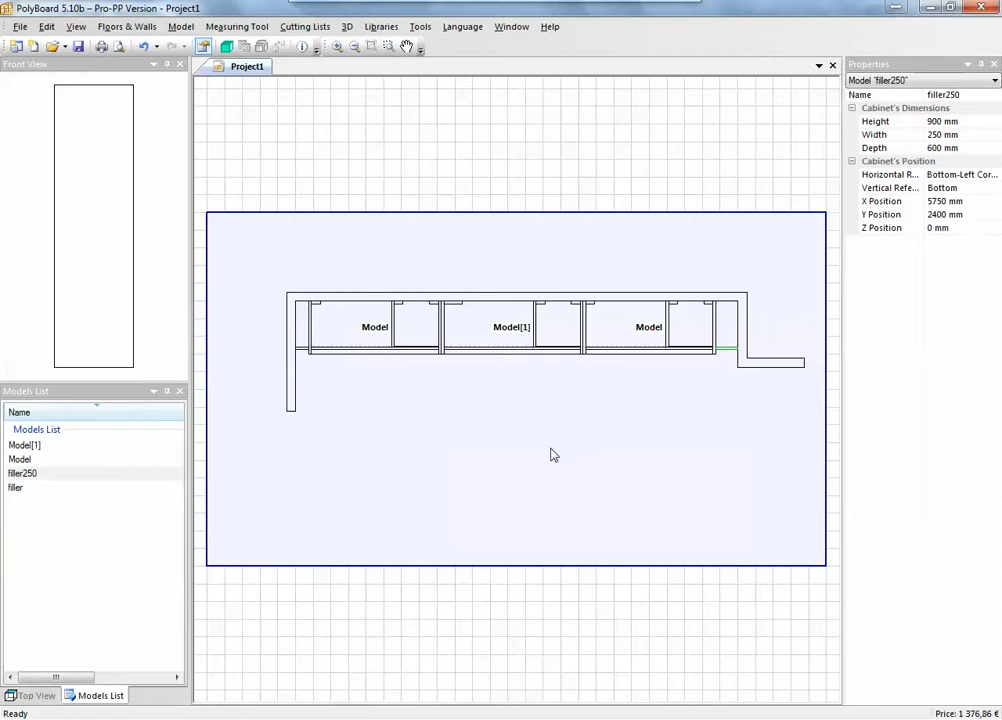 PolyBoard 5.10b – Pro-PP Version - Project1
File Edit Floors & Walls Model Measuring Tool Cutting Lists 3D Libraries Tools Language Window Help
Front View
Project1
Properties
Model "filler250"
Name filler250
Cabinet's Dimensions
Height 900 mm
Width 250 mm
Depth 600 mm
Cabinet's Position
Horizontal R... Bottom-Left Cor...
Vertical Refe... Bottom
X Position 5750 mm
Y Position 2400 mm
Z Position 0 mm
Model Model[1] Model
Models List
Name
Models List
Model[1]
Model
filler250
filler
Top View Models List
Ready Price: 1 376,86 €